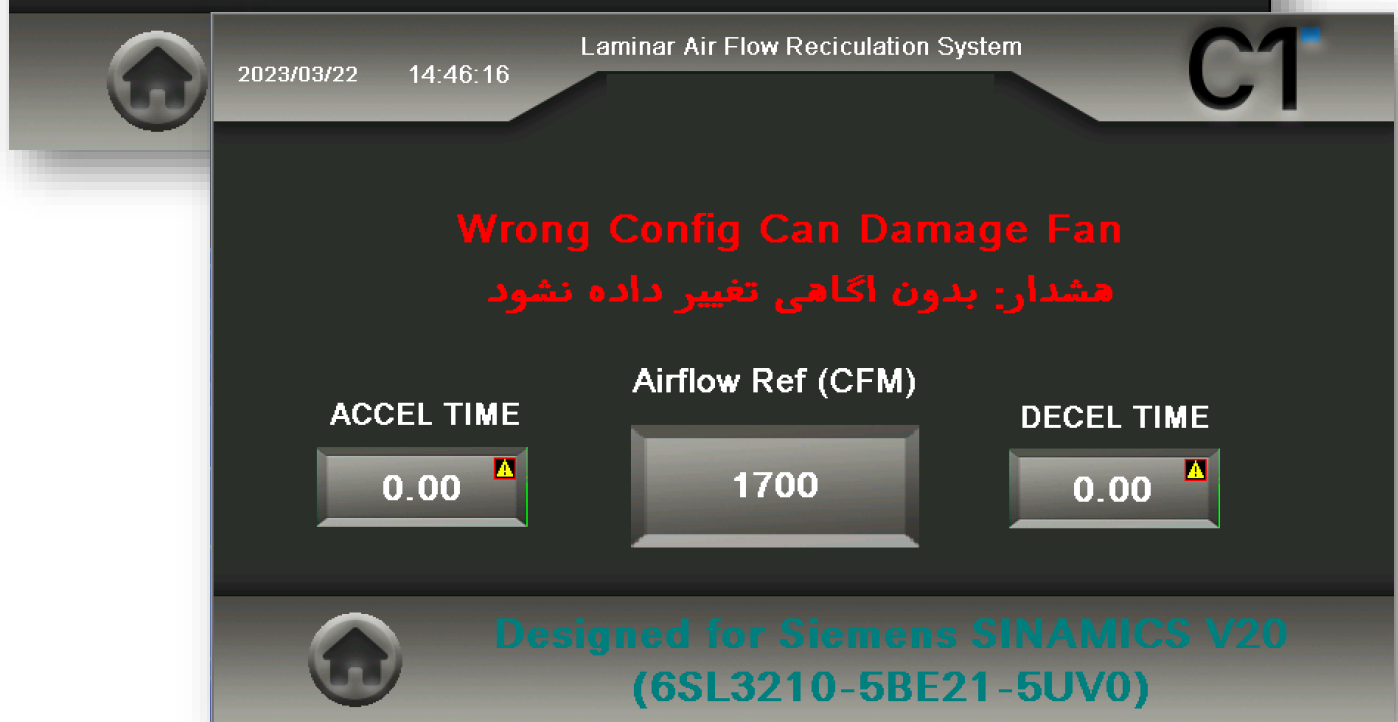 Laminar Air Flow Reciculation System
2023/03/22 14:46:16
C1
Wrong Config Can Damage Fan
هشدار: بدون اگاهی تغییر داده نشود
Airflow Ref (CFM)
ACCEL TIME
DECEL TIME
0.00
1700
0.00
Designed for Siemens SINAMICS V20
(6SL3210-5BE21-5UV0)